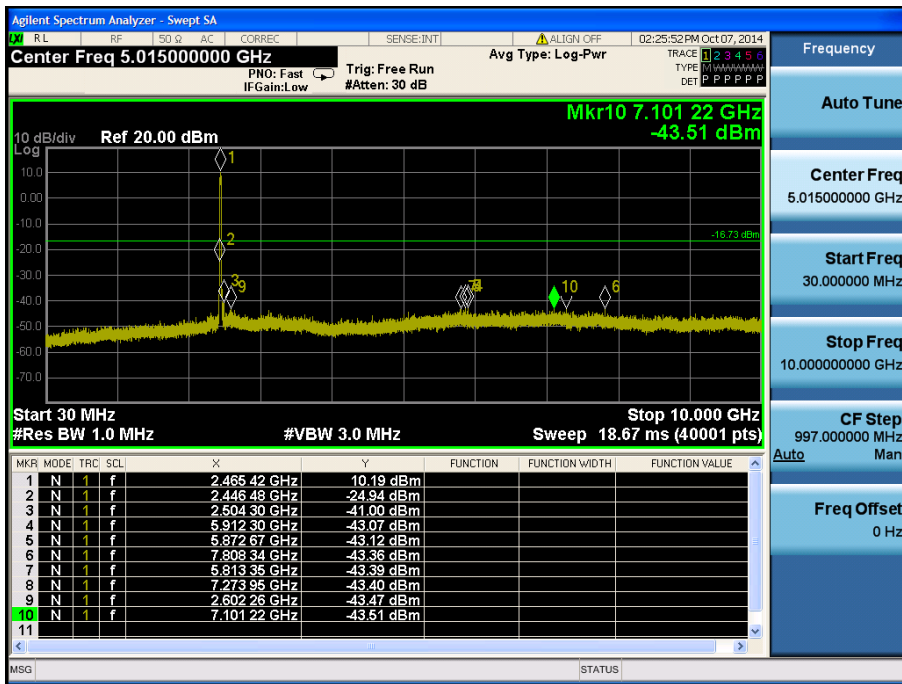 Agilent Spectrum Analyzer - Swept SA
LXI RL RF 50 Ω AC CORREC SENSE:INT ALIGN OFF 02:25:52PM Oct 07, 2014
Center Freq 5.015000000 GHz
PNO: Fast
IFGain:Low
Trig: Free Run
#Atten: 30 dB
Avg Type: Log-Pwr
TRACE 1 2 3 4 5 6
TYPE MWWWWW
DET P P P P P P
Mkr10 7.101 22 GHz
-43.51 dBm
10 dB/div Ref 20.00 dBm
Log
10.0
0.00
-10.0
-20.0
-30.0
-40.0
-50.0
-60.0
-70.0
1
2
3 9
10
6
-16.73 dBm
Start 30 MHz Stop 10.000 GHz
#Res BW 1.0 MHz #VBW 3.0 MHz Sweep 18.67 ms (40001 pts)
MKR MODE TRC SCL X Y FUNCTION FUNCTION WIDTH FUNCTION VALUE
1 N 1 f 2.465 42 GHz 10.19 dBm
2 N 1 f 2.446 48 GHz -24.94 dBm
3 N 1 f 2.504 30 GHz -41.00 dBm
4 N 1 f 5.912 30 GHz -43.07 dBm
5 N 1 f 5.872 67 GHz -43.12 dBm
6 N 1 f 7.808 34 GHz -43.36 dBm
7 N 1 f 5.813 35 GHz -43.39 dBm
8 N 1 f 7.273 95 GHz -43.40 dBm
9 N 1 f 2.602 26 GHz -43.47 dBm
10 N 1 f 7.101 22 GHz -43.51 dBm
11
MSG STATUS
Frequency
Auto Tune
Center Freq
5.015000000 GHz
Start Freq
30.000000 MHz
Stop Freq
10.000000000 GHz
CF Step
997.000000 MHz
Auto Man
Freq Offset
0 Hz